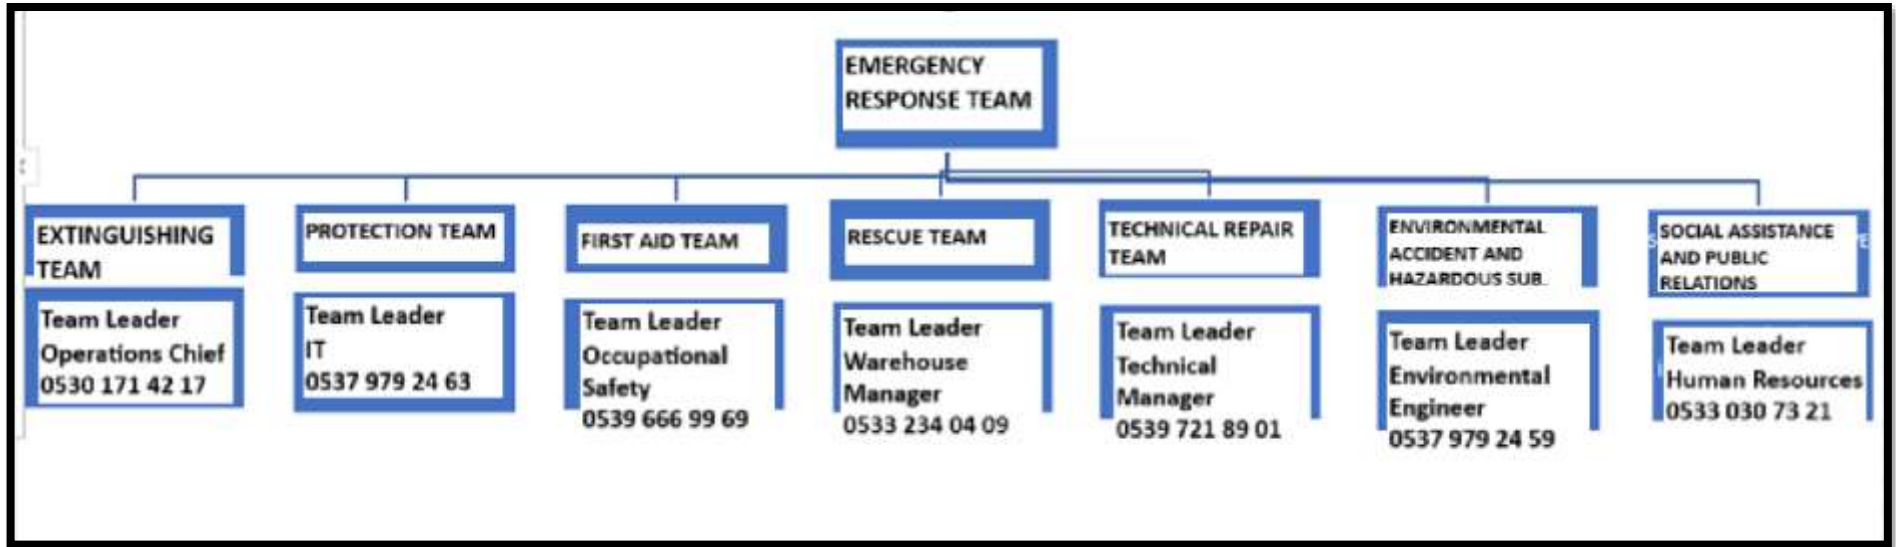 EMERGENCY
RESPONSE TEAM
EXTINGUISHING
TEAM
Team Leader
Operations Chief
0530 171 42 17
PROTECTION TEAM
Team Leader
IT
0537 979 24 63
FIRST AID TEAM
Team Leader
Occupational
Safety
0539 666 99 69
RESCUE TEAM
Team Leader
Warehouse
Manager
0533 234 04 09
TECHNICAL REPAIR
TEAM
Team Leader
Technical
Manager
0539 721 89 01
ENVIRONMENTAL
ACCIDENT AND
HAZARDOUS SUB.
Team Leader
Environmental
Engineer
0537 979 24 59
SOCIAL ASSISTANCE
AND PUBLIC
RELATIONS
Team Leader
Human Resources
0533 030 73 21